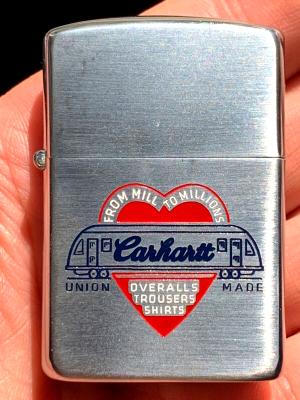 FROM MILL TO MILLIONS
Carhartt
UNION MADE
OVERALLS
TROUSERS
SHIRTS